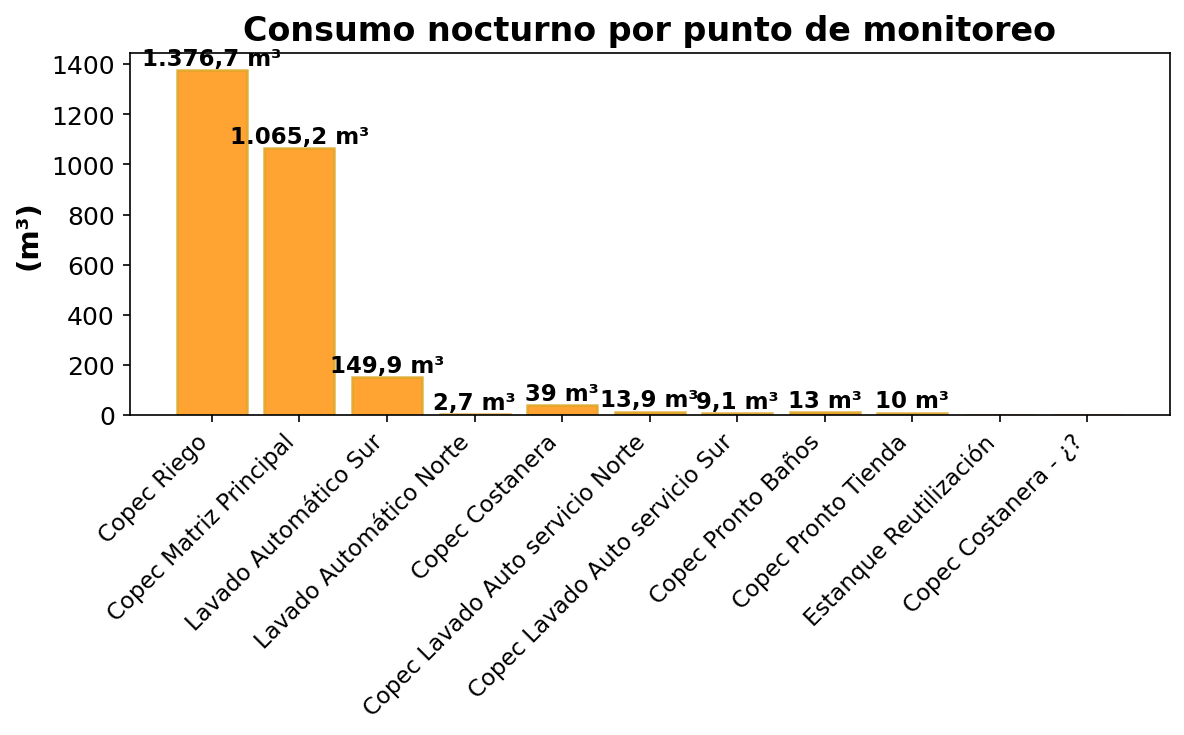 Consumo nocturno por punto de monitoreo
(m³)
1400
1200
1000
800
600
400
200
0
1.376,7 m³
1.065,2 m³
149,9 m³
2,7 m³
39 m³
13,9 m³
9,1 m³
13 m³
10 m³
Copec Riego
Copec Matriz Principal
Lavado Automático Sur
Lavado Automático Norte
Copec Costanera
Copec Lavado Auto servicio Norte
Copec Lavado Auto servicio Sur
Copec Pronto Baños
Copec Pronto Tienda
Estanque Reutilización
Copec Costanera - ¿?